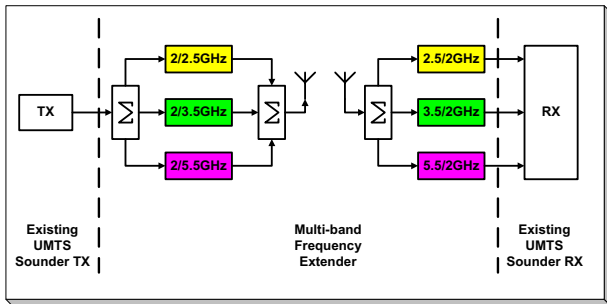 2/2.5GHz
2.5/2GHz
TX
Σ
2/3.5GHz
Σ
Σ
3.5/2GHz
RX
2/5.5GHz
5.5/2GHz
Existing
UMTS
Sounder TX
Multi-band
Frequency
Extender
Existing
UMTS
Sounder RX